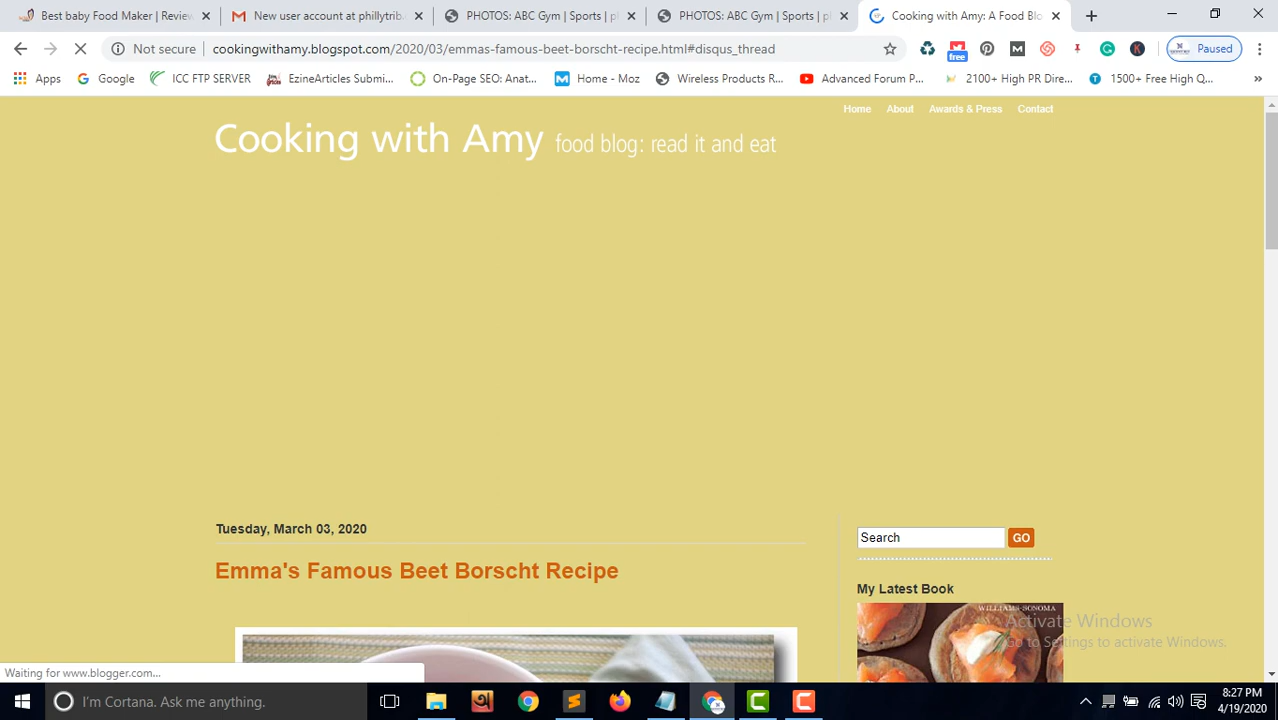 Best baby Food Maker | Review
New user account at phillytrib
PHOTOS: ABC Gym | Sports | ph
PHOTOS: ABC Gym | Sports | ph
Cooking with Amy: A Food Blo
Not secure
cookingwithamy.blogspot.com/2020/03/emmas-famous-beet-borscht-recipe.html#disqus_thread
free
M
K
Paused
Apps
Google
ICC FTP SERVER
EzineArticles Submi...
On-Page SEO: Anat...
Home - Moz
Wireless Products R...
Advanced Forum P...
2100+ High PR Dire...
1500+ Free High Q...
»
Home
About
Awards & Press
Contact
Cooking with Amy food blog: read it and eat
Tuesday, March 03, 2020
Search
GO
Emma's Famous Beet Borscht Recipe
My Latest Book
WILLIAMS-SONOMA
Activate Windows
Go to Settings to activate Windows.
Waiting for www.blogger.com...
I'm Cortana. Ask me anything.
8:27 PM
4/19/2020